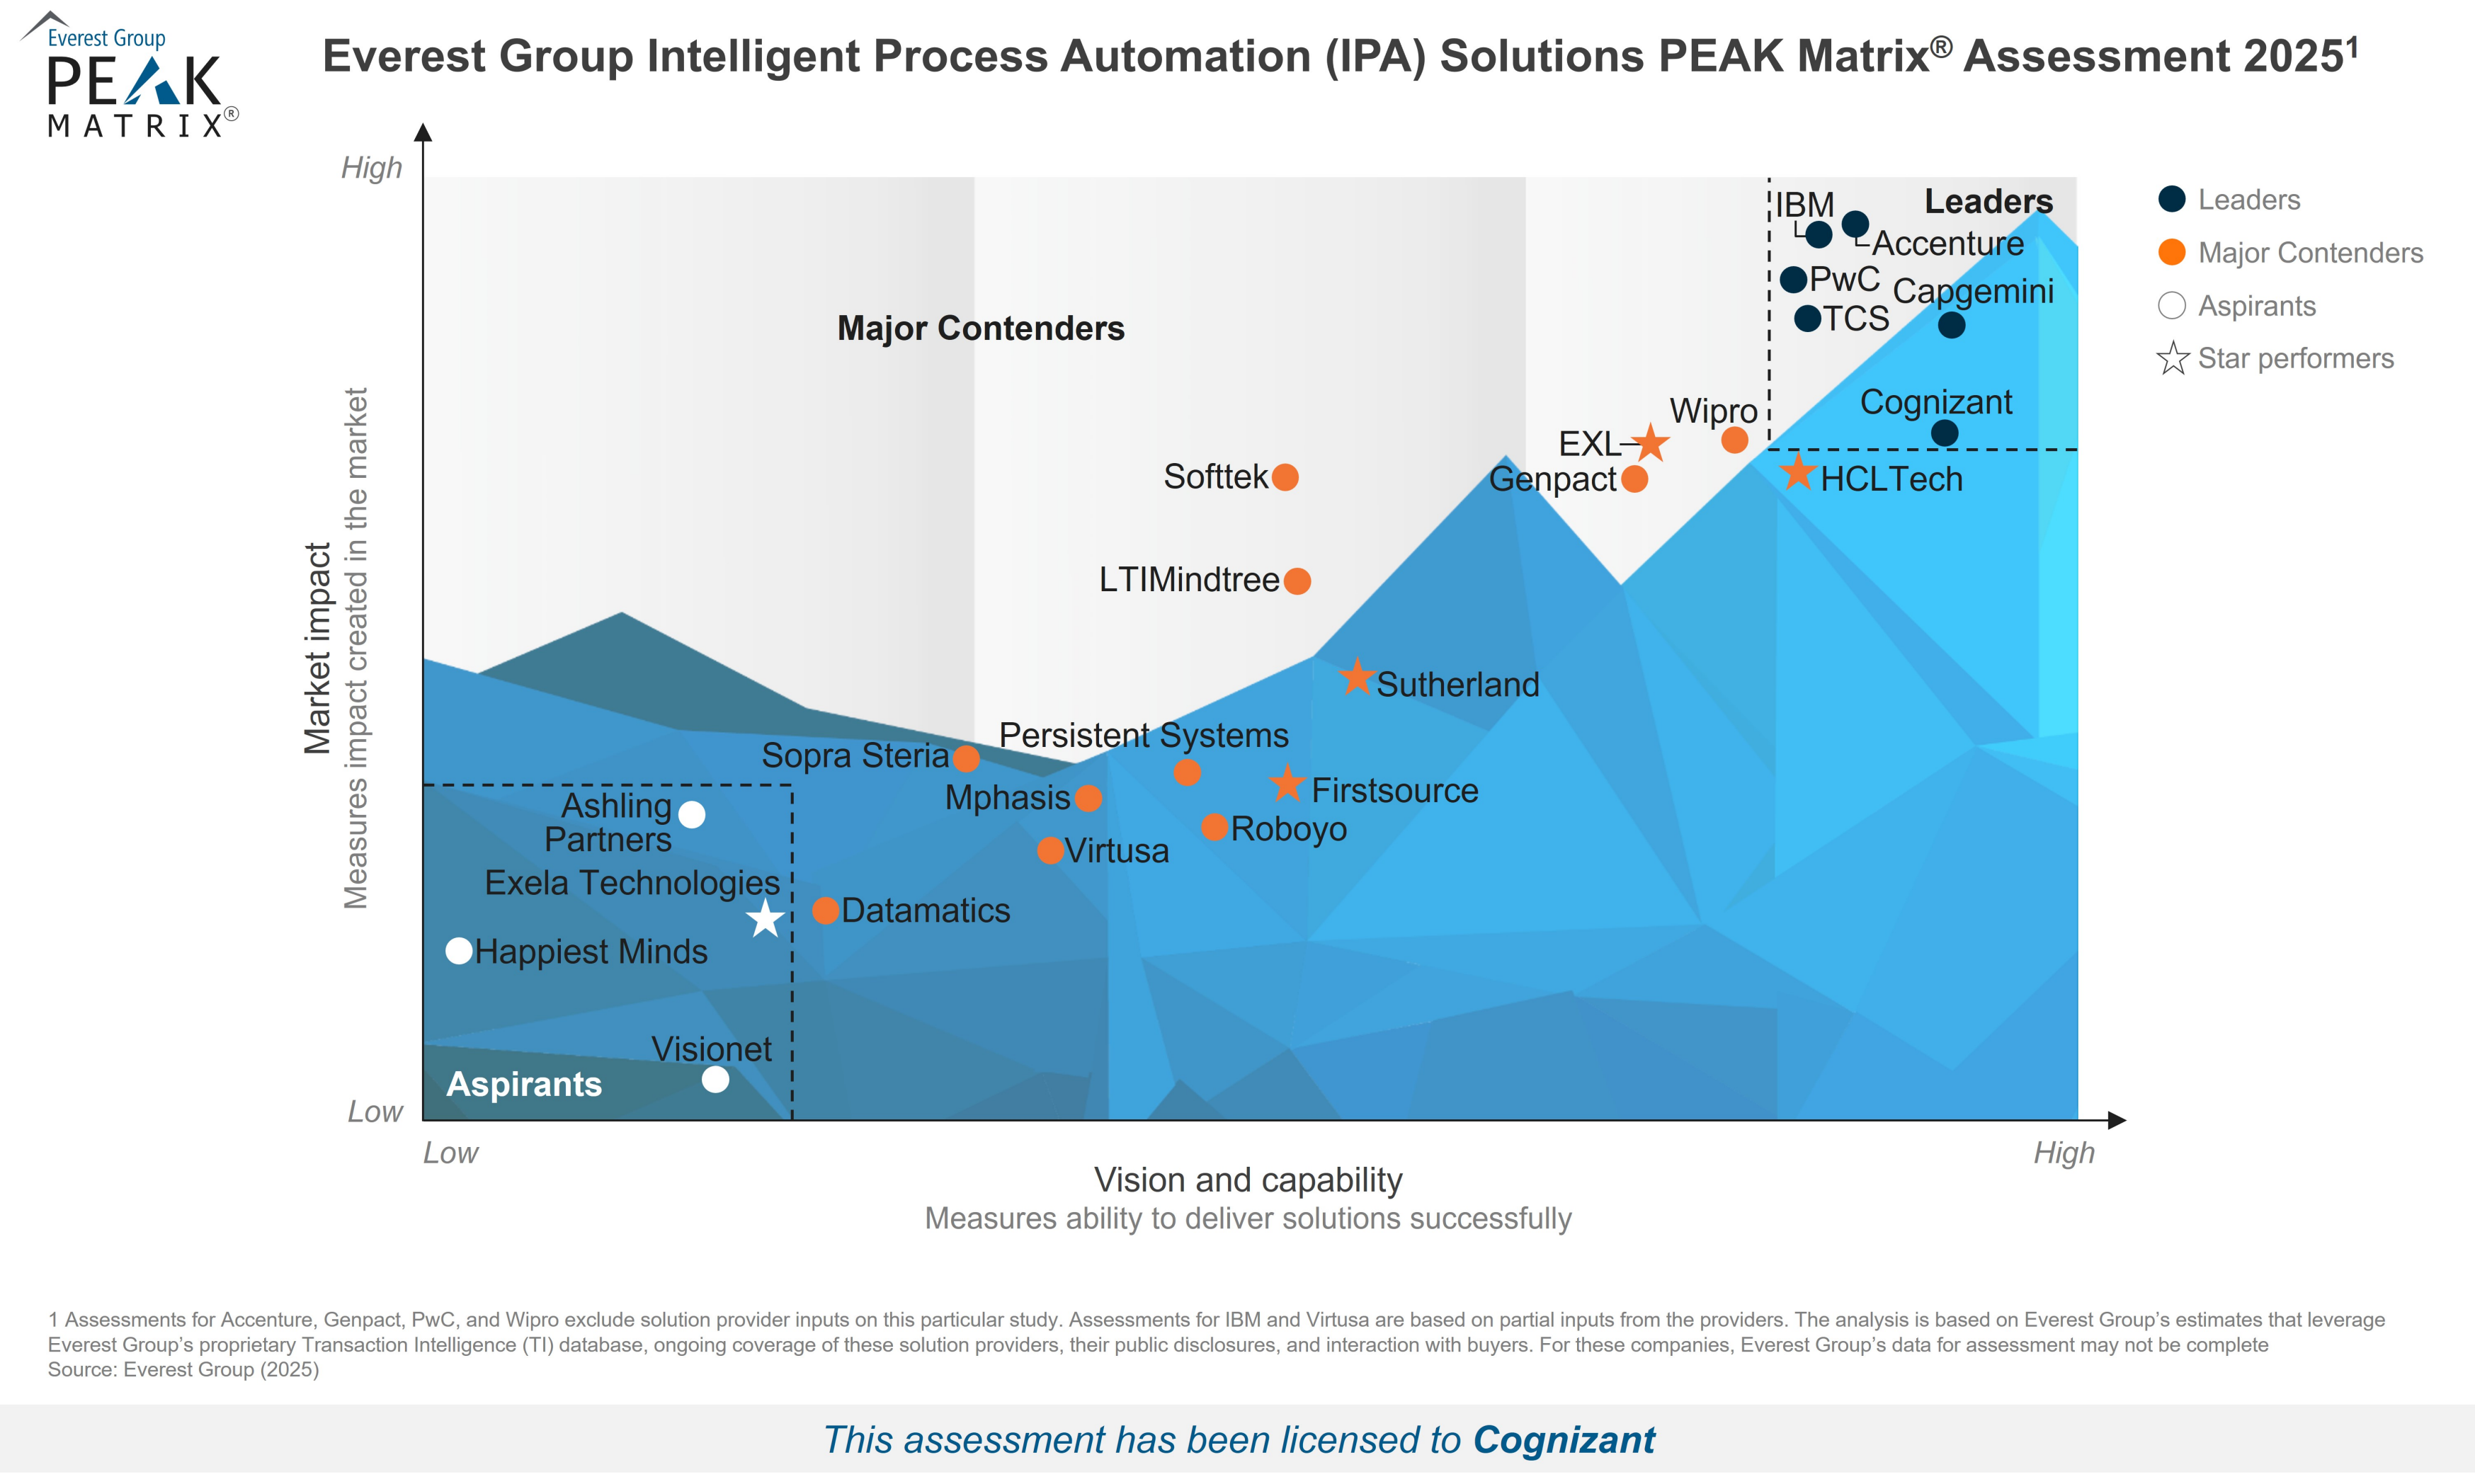 Everest Group
PEAK
MATRIX®
Everest Group Intelligent Process Automation (IPA) Solutions PEAK Matrix® Assessment 2025¹
High
Market impact
Measures impact created in the market
Low
Low
High
Vision and capability
Measures ability to deliver solutions successfully
Leaders
IBM
Accenture
PwC
Capgemini
TCS
Cognizant
Major Contenders
Wipro
EXL
Genpact
HCLTech
Softtek
LTIMindtree
Sutherland
Persistent Systems
Sopra Steria
Mphasis
Firstsource
Roboyo
Virtusa
Datamatics
Ashling
Partners
Exela Technologies
Happiest Minds
Visionet
Aspirants
Leaders
Major Contenders
Aspirants
Star performers
1 Assessments for Accenture, Genpact, PwC, and Wipro exclude solution provider inputs on this particular study. Assessments for IBM and Virtusa are based on partial inputs from the providers. The analysis is based on Everest Group’s estimates that leverage
Everest Group’s proprietary Transaction Intelligence (TI) database, ongoing coverage of these solution providers, their public disclosures, and interaction with buyers. For these companies, Everest Group’s data for assessment may not be complete
Source: Everest Group (2025)
This assessment has been licensed to Cognizant